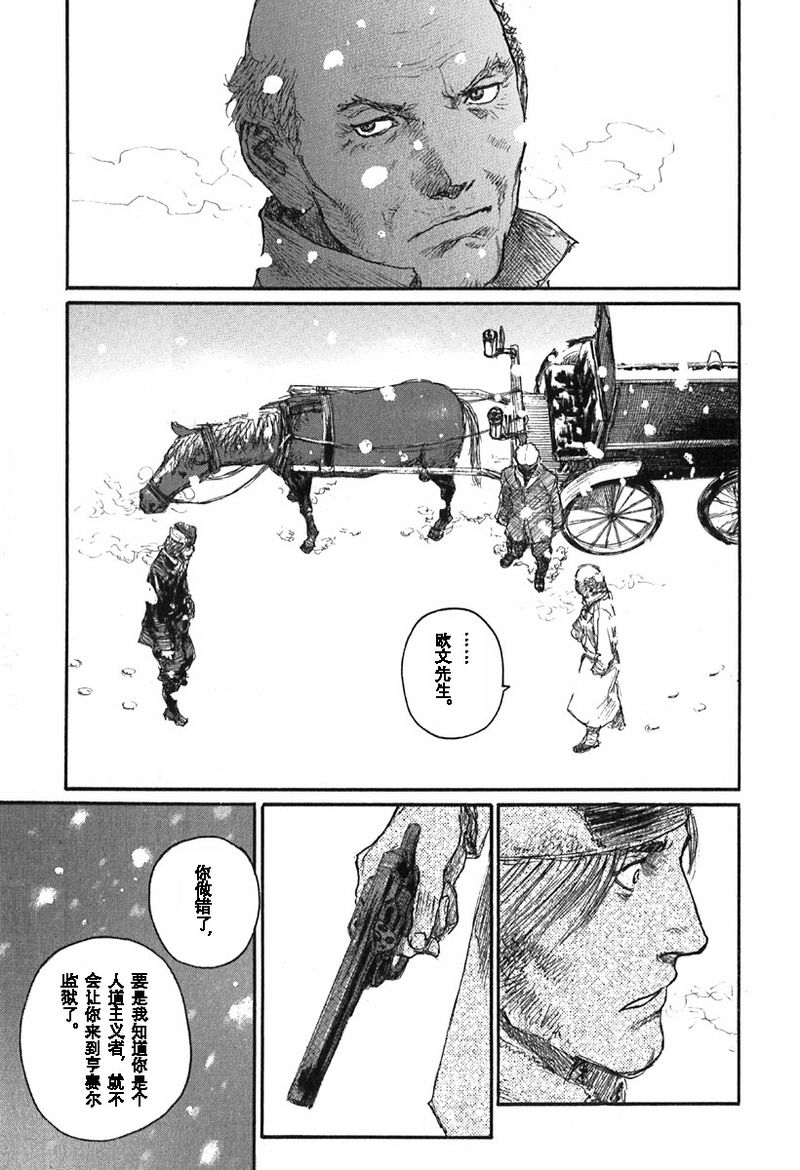 ……
欧文先生。
你做错了，
要是我知道你是个
人道主义者，就不
会让你来到亨赛尔
监狱了。